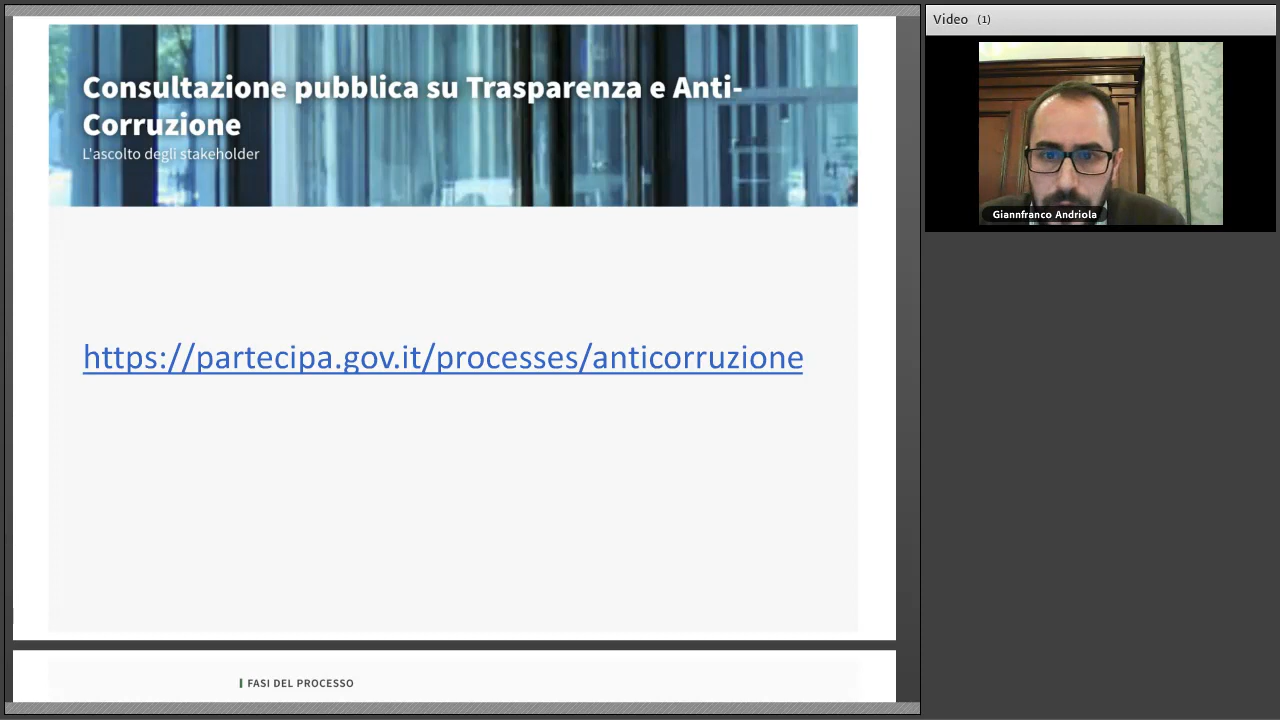 Consultazione pubblica su Trasparenza e Anti-
Corruzione
L'ascolto degli stakeholder
https://partecipa.gov.it/processes/anticorruzione
FASI DEL PROCESSO
Video (1)
Giannfranco Andriola